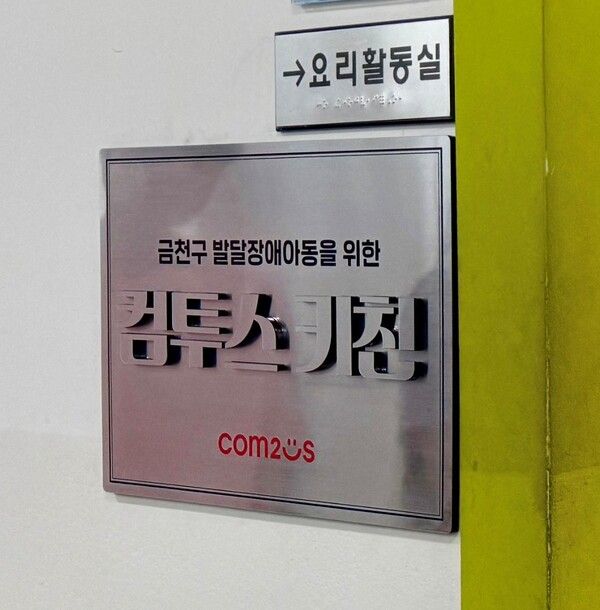 →요리활동실
금천구 발달장애아동을 위한
컴투스 키친
com2us